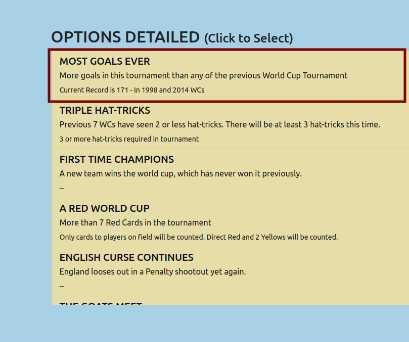 OPTIONS DETAILED (Click to Select)
MOST GOALS EVER
More goals in this tournament than any of the previous World Cup Tournament
Current Record is 171 - In 1998 and 2014 WCs
TRIPLE HAT-TRICKS
Previous 7 WCs have seen 2 or less hat-tricks. There will be at least 3 hat-tricks this time.
3 or more hat-tricks required in tournament
FIRST TIME CHAMPIONS
A new team wins the world cup, which has never won it previously.
--
A RED WORLD CUP
More than 7 Red Cards in the tournament
Only cards to players on field will be counted. Direct Red and 2 Yellows will be counted.
ENGLISH CURSE CONTINUES
England looses out in a Penalty shootout yet again.
--
THE GOATS MEET